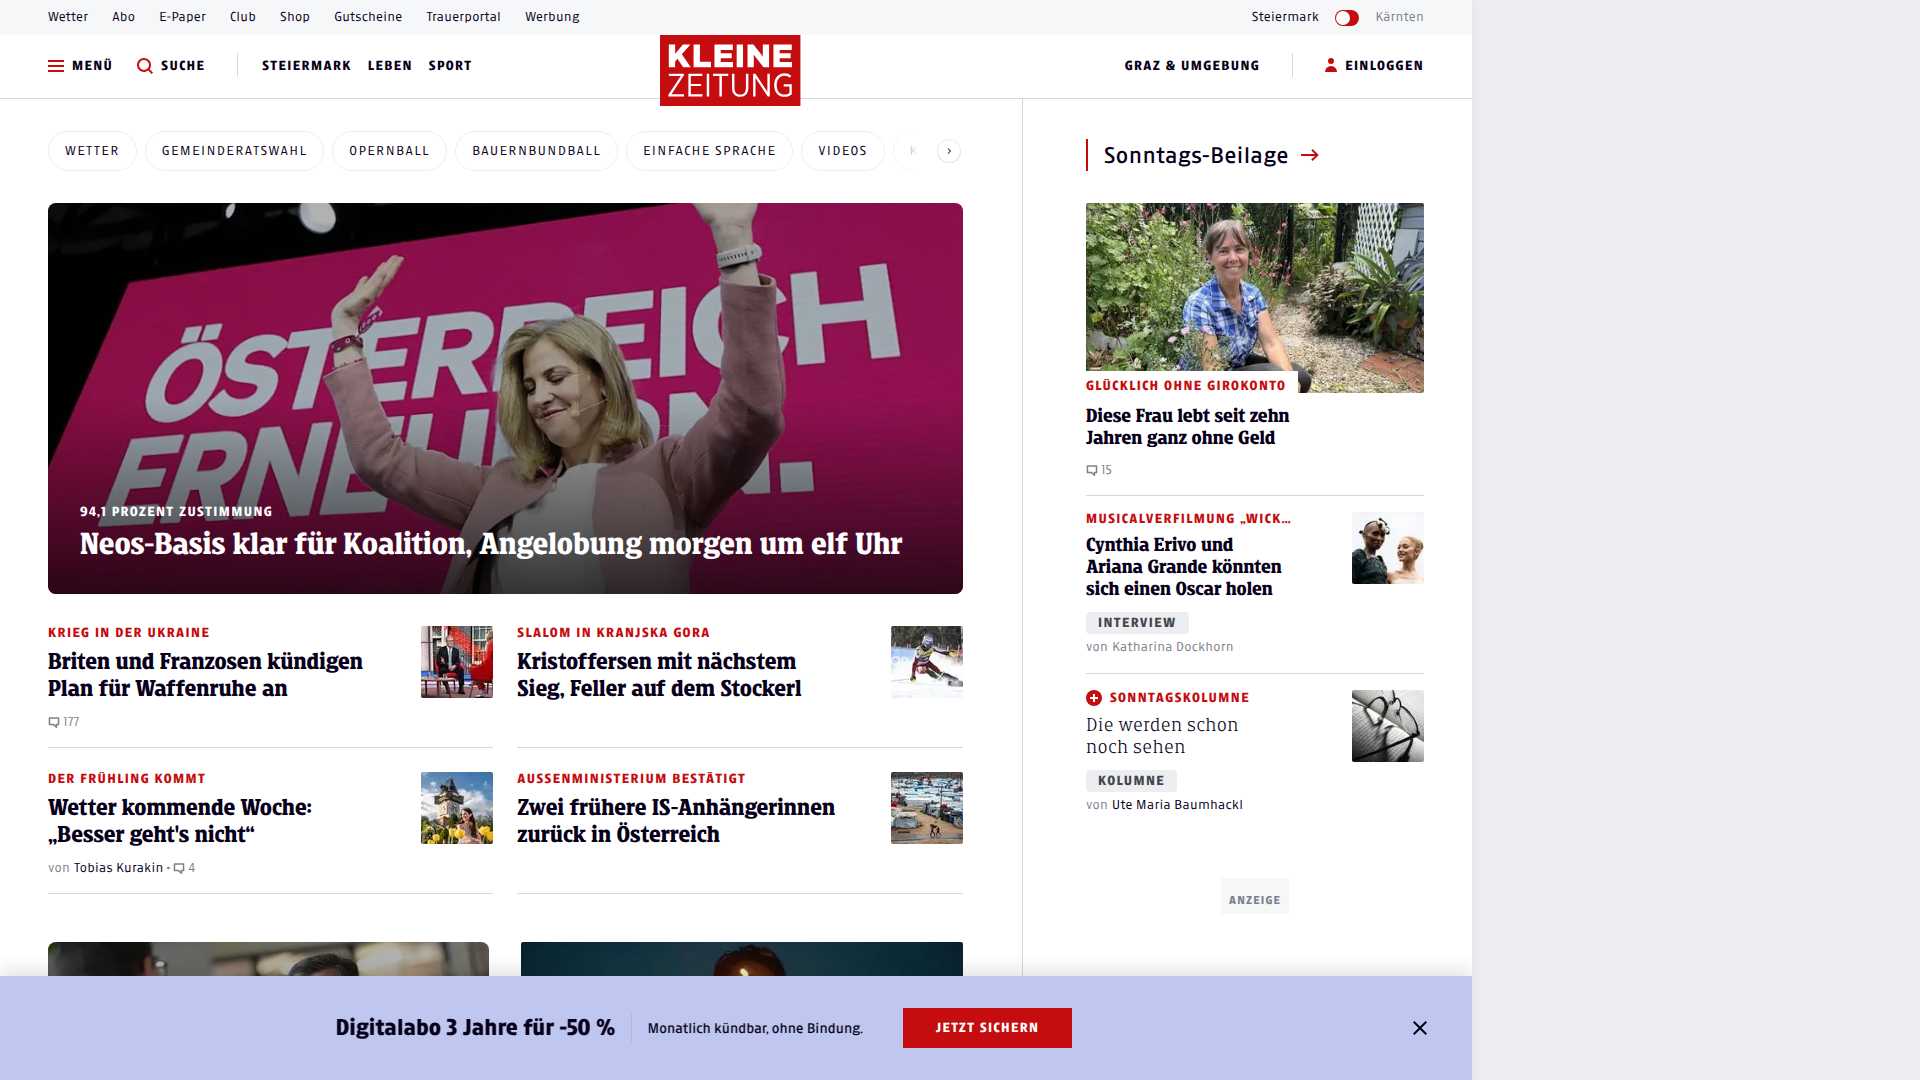 Wetter Abo E-Paper Club Shop Gutscheine Trauerportal Werbung Steiermark Kärnten
MENÜ SUCHE STEIERMARK LEBEN SPORT KLEINE ZEITUNG GRAZ & UMGEBUNG EINLOGGEN
WETTER GEMEINDERATSWAHL OPERNBALL BAUERNBUNDBALL EINFACHE SPRACHE VIDEOS
ÖSTERREICH
ERNEUERN.
94,1 PROZENT ZUSTIMMUNG
Neos-Basis klar für Koalition, Angelobung morgen um elf Uhr
KRIEG IN DER UKRAINE
Briten und Franzosen kündigen
Plan für Waffenruhe an
177
SLALOM IN KRANJSKA GORA
Kristoffersen mit nächstem
Sieg, Feller auf dem Stockerl
DER FRÜHLING KOMMT
Wetter kommende Woche:
„Besser geht's nicht“
von Tobias Kurakin • 4
AUSSENMINISTERIUM BESTÄTIGT
Zwei frühere IS-Anhängerinnen
zurück in Österreich
Sonntags-Beilage →
GLÜCKLICH OHNE GIROKONTO
Diese Frau lebt seit zehn
Jahren ganz ohne Geld
15
MUSICALVERFILMUNG „WICK...
Cynthia Erivo und
Ariana Grande könnten
sich einen Oscar holen
INTERVIEW
von Katharina Dockhorn
SONNTAGSKOLUMNE
Die werden schon
noch sehen
KOLUMNE
von Ute Maria Baumhackl
ANZEIGE
Digitalabo 3 Jahre für -50 % Monatlich kündbar, ohne Bindung. JETZT SICHERN